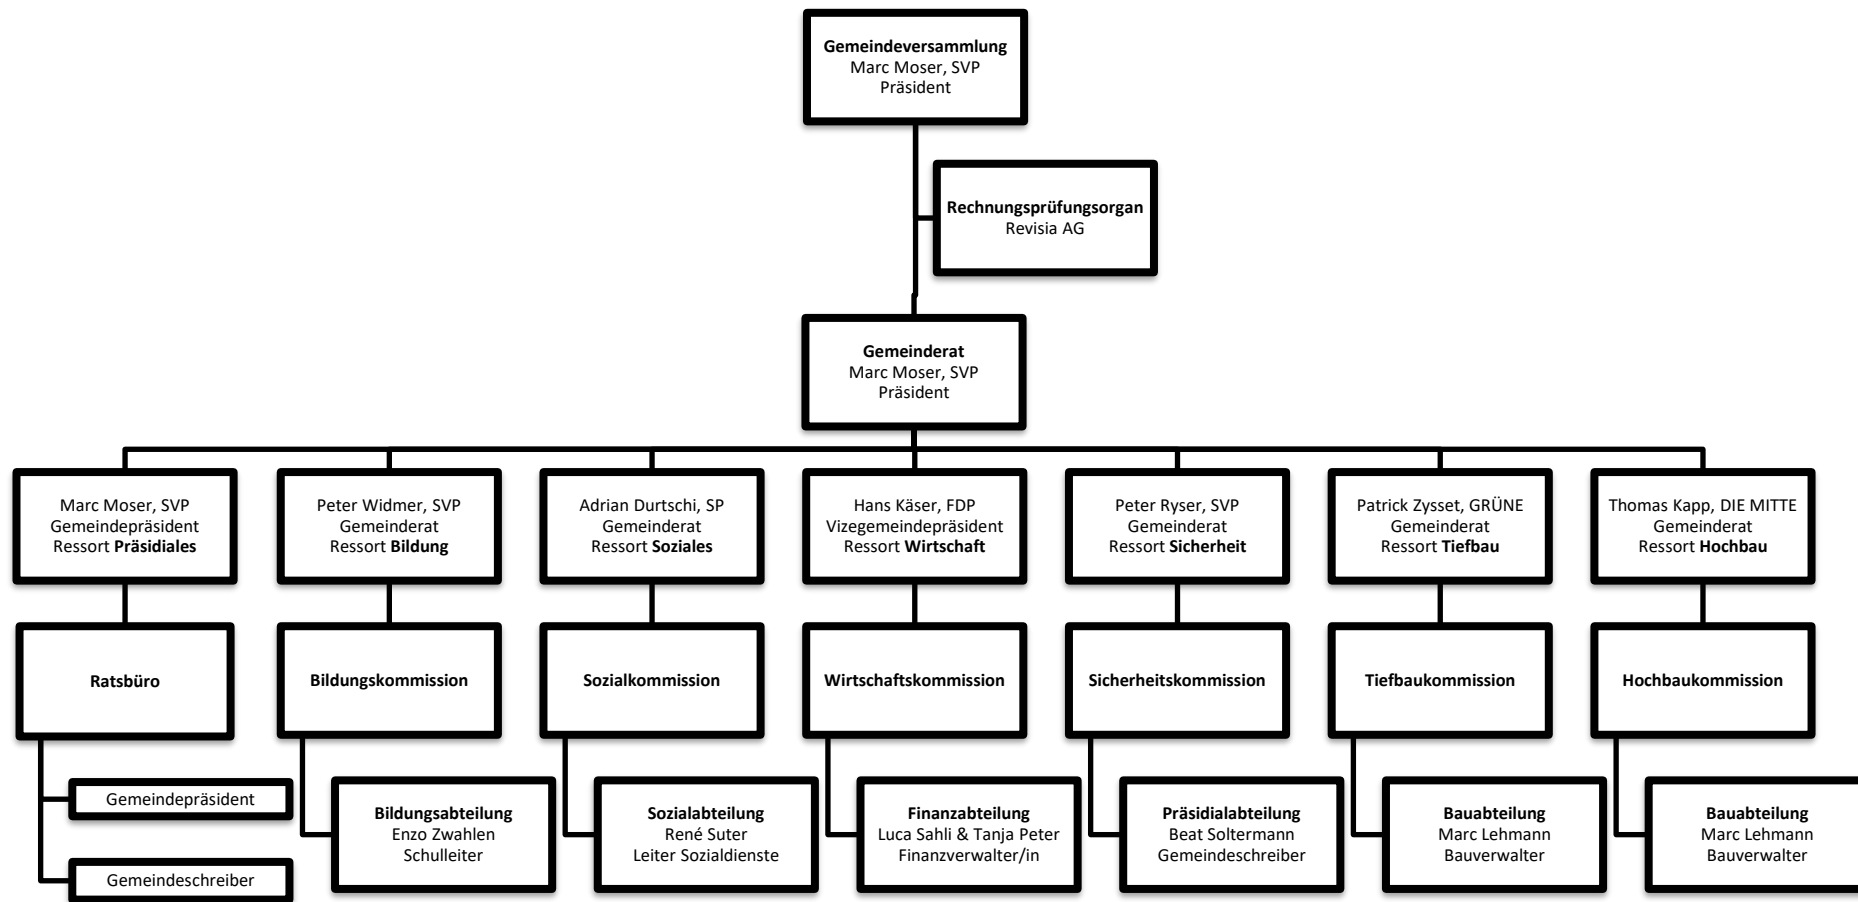 Gemeindeversammlung
Marc Moser, SVP
Präsident
Rechnungsprüfungsorgan
Revisia AG
Gemeinderat
Marc Moser, SVP
Präsident
Marc Moser, SVP
Gemeindepräsident
Ressort Präsidiales
Peter Widmer, SVP
Gemeinderat
Ressort Bildung
Adrian Durtschi, SP
Gemeinderat
Ressort Soziales
Hans Käser, FDP
Vizegemeindepräsident
Ressort Wirtschaft
Peter Ryser, SVP
Gemeinderat
Ressort Sicherheit
Patrick Zysset, GRÜNE
Gemeinderat
Ressort Tiefbau
Thomas Kapp, DIE MITTE
Gemeinderat
Ressort Hochbau
Ratsbüro
Bildungskommission
Sozialkommission
Wirtschaftskommission
Sicherheitskommission
Tiefbaukommission
Hochbaukommission
Gemeindepräsident
Gemeindeschreiber
Bildungsabteilung
Enzo Zwahlen
Schulleiter
Sozialabteilung
René Suter
Leiter Sozialdienste
Finanzabteilung
Luca Sahli & Tanja Peter
Finanzverwalter/in
Präsidialabteilung
Beat Soltermann
Gemeindeschreiber
Bauabteilung
Marc Lehmann
Bauverwalter
Bauabteilung
Marc Lehmann
Bauverwalter